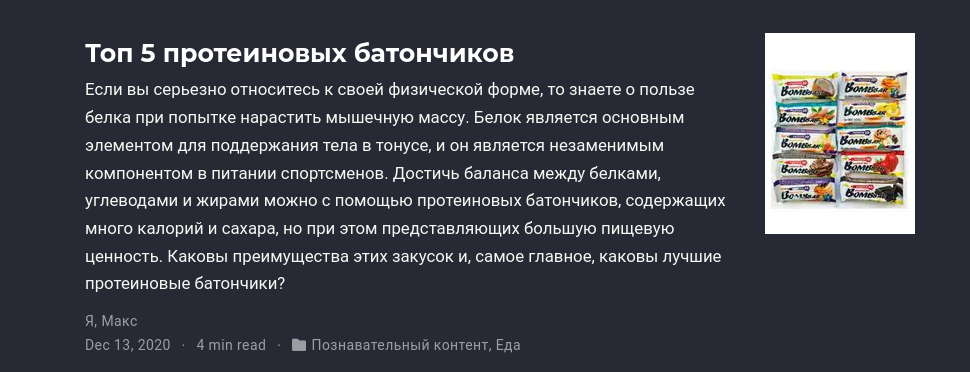 Топ 5 протеиновых батончиков
Если вы серьезно относитесь к своей физической форме, то знаете о пользе
белка при попытке нарастить мышечную массу. Белок является основным
элементом для поддержания тела в тонусе, и он является незаменимым
компонентом в питании спортсменов. Достичь баланса между белками,
углеводами и жирами можно с помощью протеиновых батончиков, содержащих
много калорий и сахара, но при этом представляющих большую пищевую
ценность. Каковы преимущества этих закусок и, самое главное, каковы лучшие
протеиновые батончики?
Я, Макс
Dec 13, 2020 · 4 min read · Познавательный контент, Еда